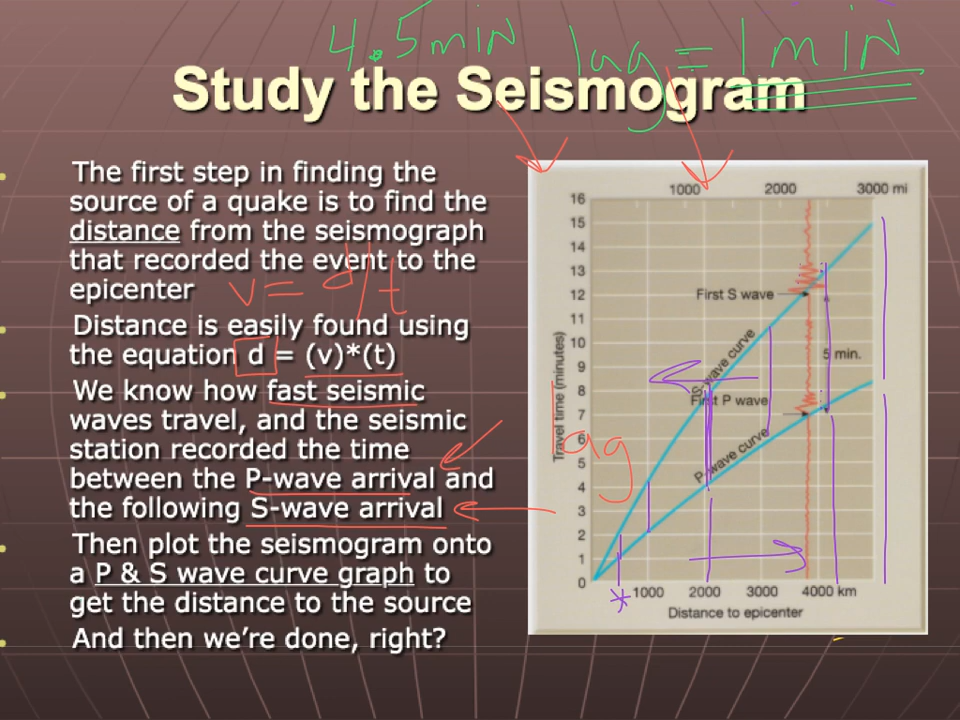 4.5min lag = 1 min
Study the Seismogram
The first step in finding the
source of a quake is to find the
distance from the seismograph
that recorded the event to the
epicenter
v = d/t
Distance is easily found using
the equation d = (v)*(t)
We know how fast seismic
waves travel, and the seismic
station recorded the time
between the P-wave arrival and
the following S-wave arrival
Then plot the seismogram onto
a P & S wave curve graph to
get the distance to the source
And then we're done, right?
1000 2000 3000 mi
16
15
14
13
12
11
10
9
8
7
6
5
4
3
2
1
0
Travel time (minutes)
First S wave
S-wave curve
5 min.
First P wave
lag
P-wave curve
* 1000 2000 3000 4000 km
Distance to epicenter